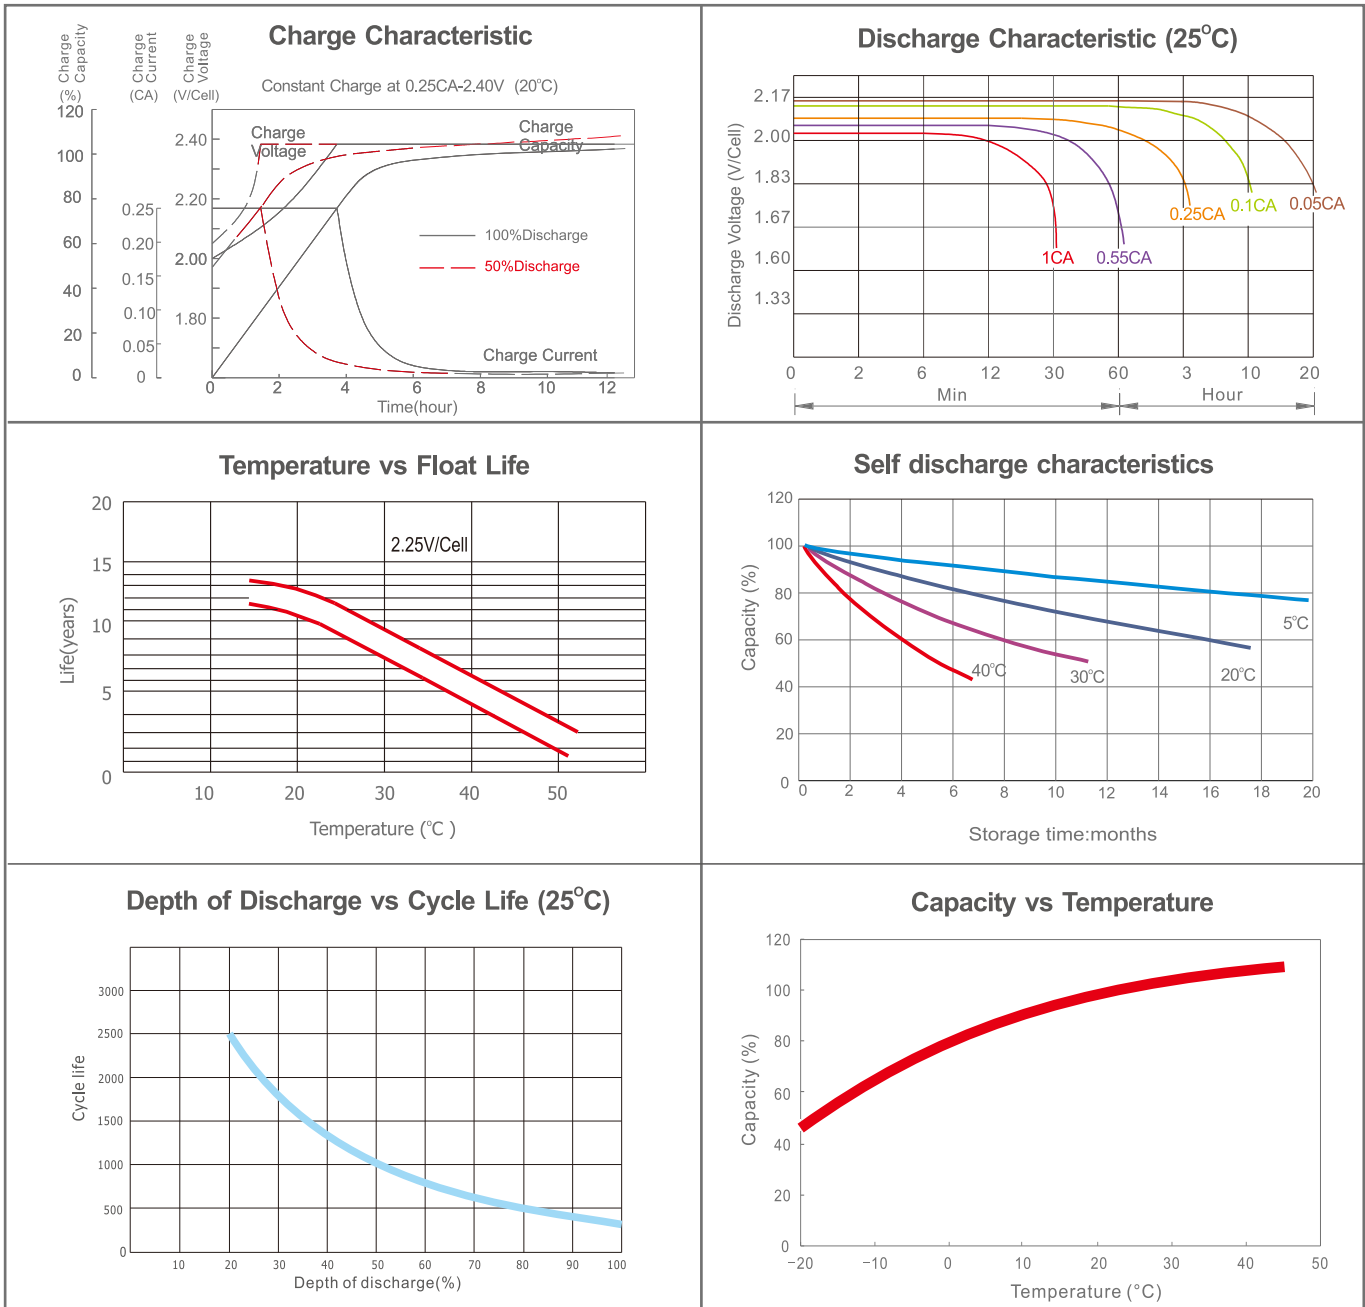 Charge Characteristic
Constant Charge at 0.25CA-2.40V (20°C)
Charge Capacity (%)
Charge Current (CA)
Charge Voltage (V/Cell)
120
100
80
60
40
20
0
0.25
0.20
0.15
0.10
0.05
0
2.40
2.20
2.00
1.80
Charge
Voltage
Charge
Capacity
100%Discharge
50%Discharge
Charge Current
0 2 4 6 8 10 12
Time(hour)
Discharge Characteristic (25°C)
Discharge Voltage (V/Cell)
2.17
2.00
1.83
1.67
1.60
1.33
1CA
0.55CA
0.25CA
0.1CA
0.05CA
0 2 6 12 30 60 3 10 20
Min Hour
Temperature vs Float Life
2.25V/Cell
Life(years)
20
15
10
5
0
10 20 30 40 50
Temperature (°C )
Self discharge characteristics
Capacity (%)
120
100
80
60
40
20
0
5°C
20°C
30°C
40°C
0 2 4 6 8 10 12 14 16 18 20
Storage time:months
Depth of Discharge vs Cycle Life (25°C)
Cycle life
3000
2500
2000
1500
1000
500
0
10 20 30 40 50 60 70 80 90 100
Depth of discharge(%)
Capacity vs Temperature
Capacity (%)
120
100
80
60
40
20
0
−20 −10 0 10 20 30 40 50
Temperature (°C)